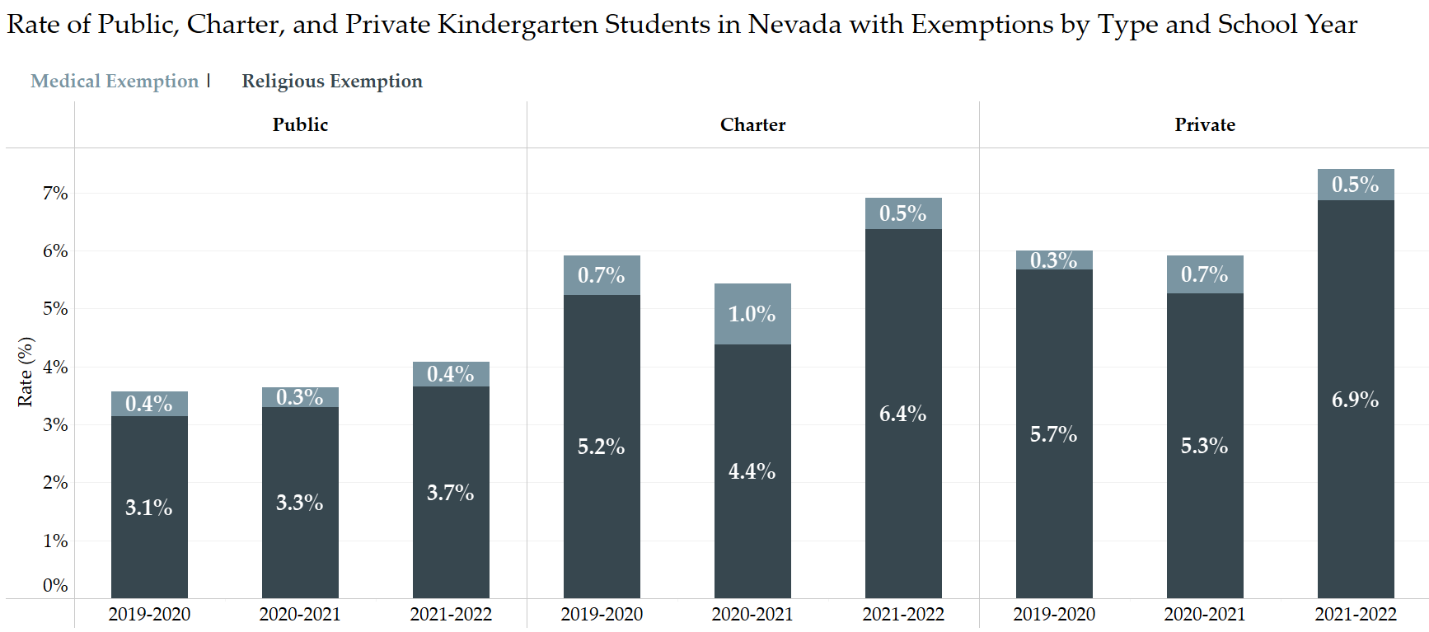 Rate of Public, Charter, and Private Kindergarten Students in Nevada with Exemptions by Type and School Year
Medical Exemption | Religious Exemption
Public Charter Private
7%
6%
5%
4%
3%
2%
1%
0%
Rate (%)
0.4% 0.3% 0.4% 0.7% 1.0% 0.5% 0.3% 0.7% 0.5%
3.1% 3.3% 3.7% 5.2% 4.4% 6.4% 5.7% 5.3% 6.9%
2019-2020 2020-2021 2021-2022 2019-2020 2020-2021 2021-2022 2019-2020 2020-2021 2021-2022